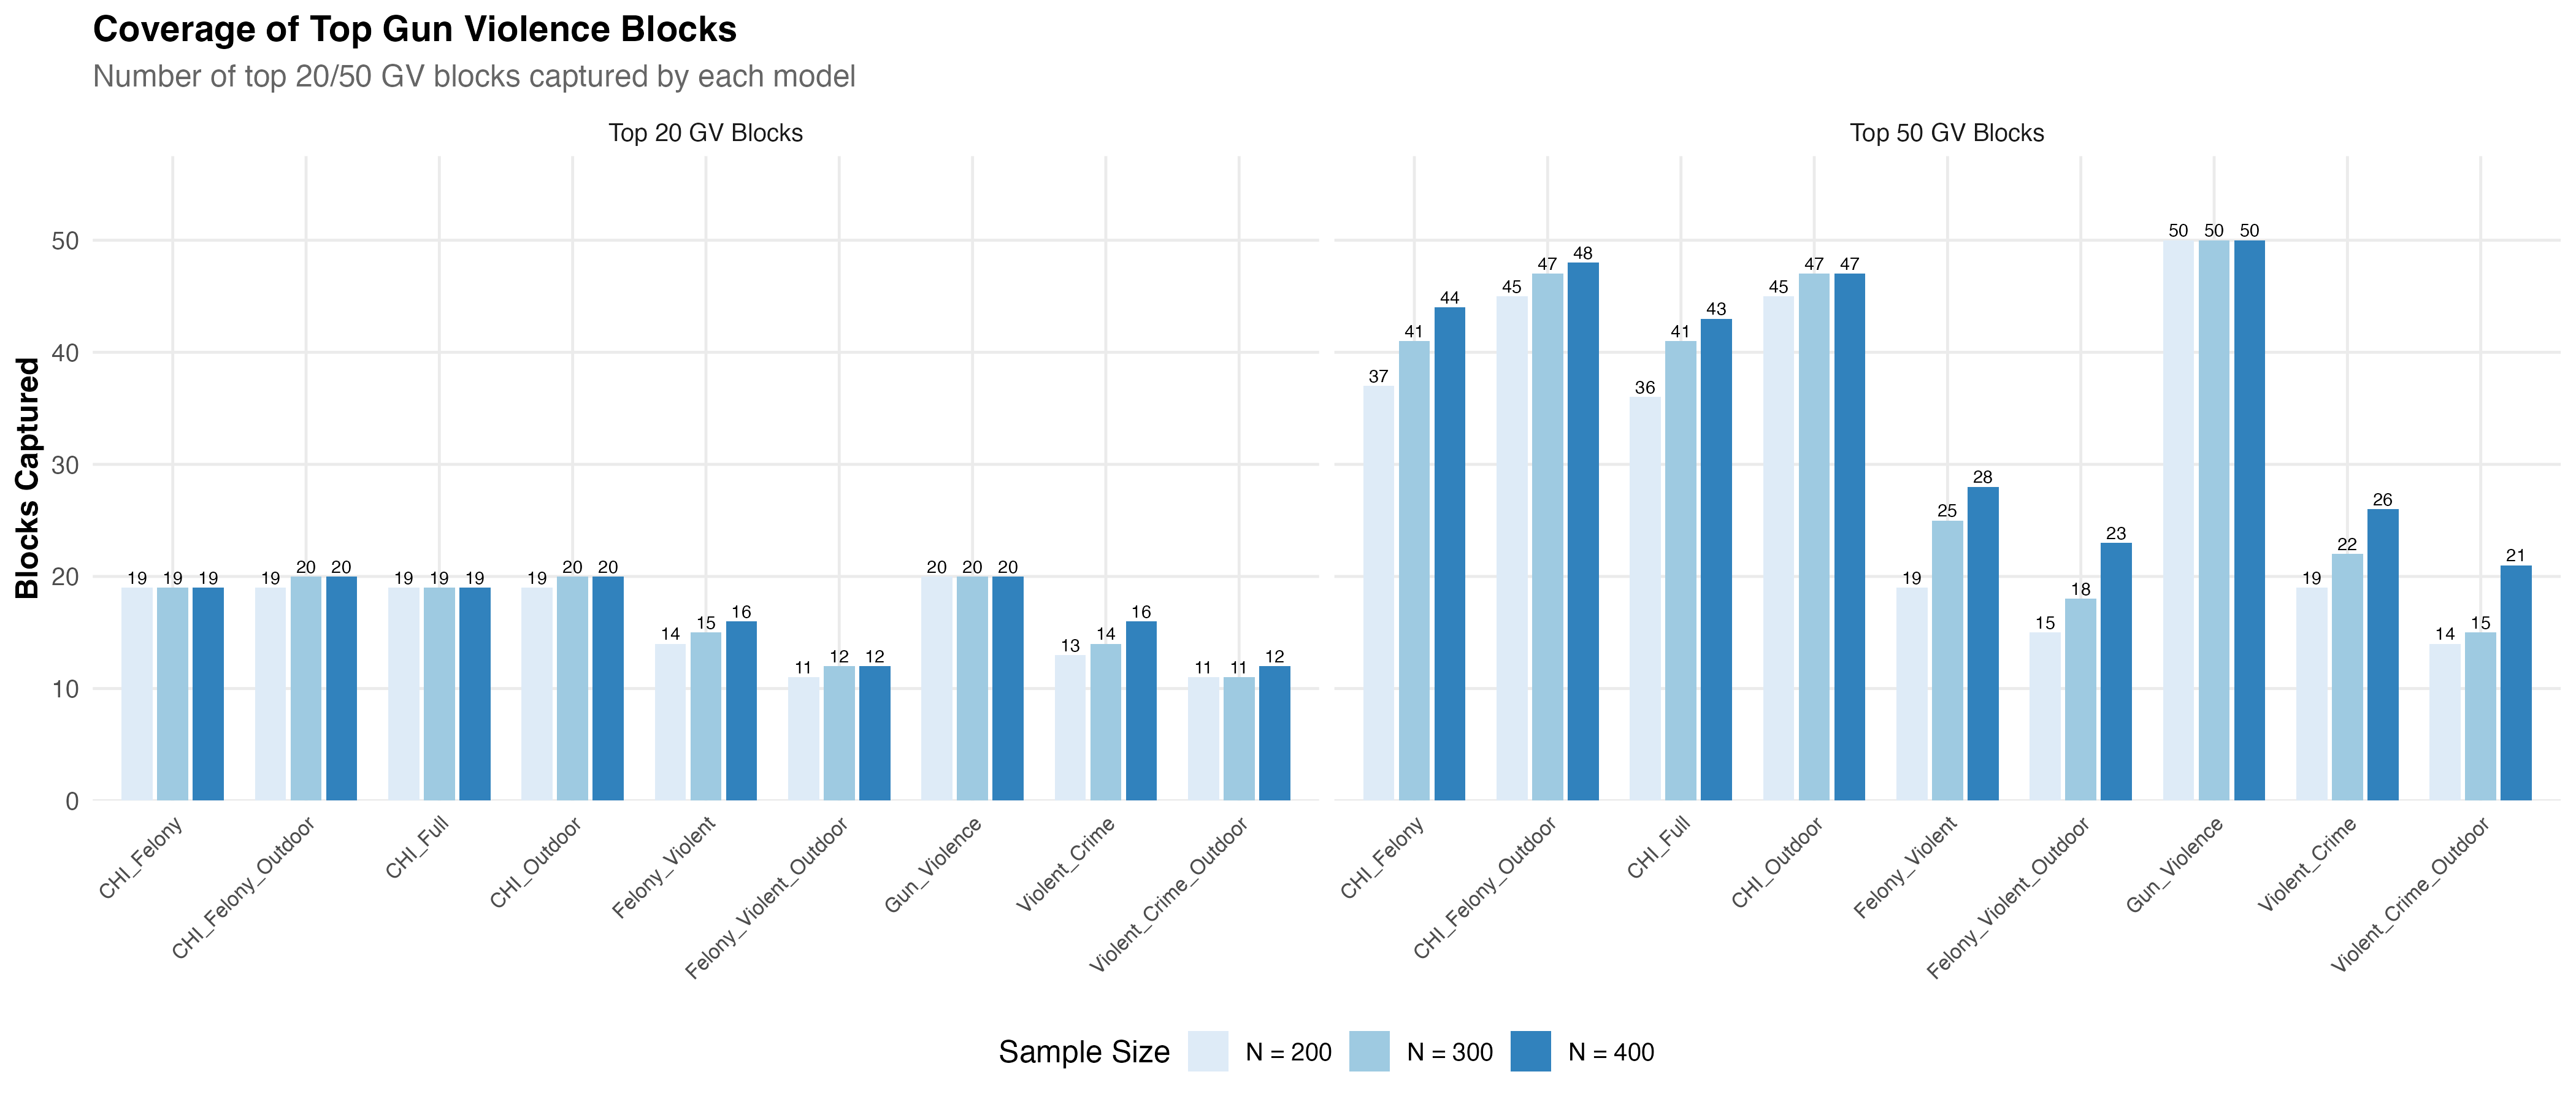 Coverage of Top Gun Violence Blocks
Number of top 20/50 GV blocks captured by each model
Top 20 GV Blocks
Top 50 GV Blocks
Blocks Captured
50
40
30
20
10
0
19 19 19
19 20 20
19 19 19
19 20 20
14 15 16
11 12 12
20 20 20
13 14 16
11 11 12
37 41 44
45 47 48
36 41 43
45 47 47
19 25 28
15 18 23
50 50 50
19 22 26
14 15 21
CHI_Felony
CHI_Felony_Outdoor
CHI_Full
CHI_Outdoor
Felony_Violent
Felony_Violent_Outdoor
Gun_Violence
Violent_Crime
Violent_Crime_Outdoor
CHI_Felony
CHI_Felony_Outdoor
CHI_Full
CHI_Outdoor
Felony_Violent
Felony_Violent_Outdoor
Gun_Violence
Violent_Crime
Violent_Crime_Outdoor
Sample Size N = 200 N = 300 N = 400